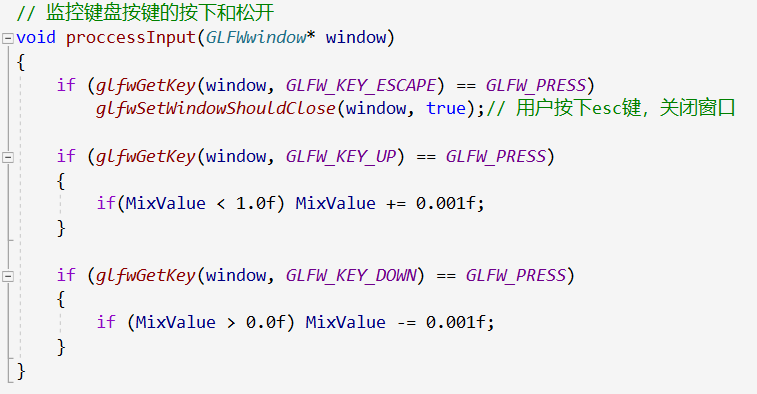 // 监控键盘按键的按下和松开
void proccessInput(GLFWwindow* window)
{
    if (glfwGetKey(window, GLFW_KEY_ESCAPE) == GLFW_PRESS)
        glfwSetWindowShouldClose(window, true);// 用户按下esc键，关闭窗口
    if (glfwGetKey(window, GLFW_KEY_UP) == GLFW_PRESS)
    {
        if(MixValue < 1.0f) MixValue += 0.001f;
    }
    if (glfwGetKey(window, GLFW_KEY_DOWN) == GLFW_PRESS)
    {
        if (MixValue > 0.0f) MixValue -= 0.001f;
    }
}